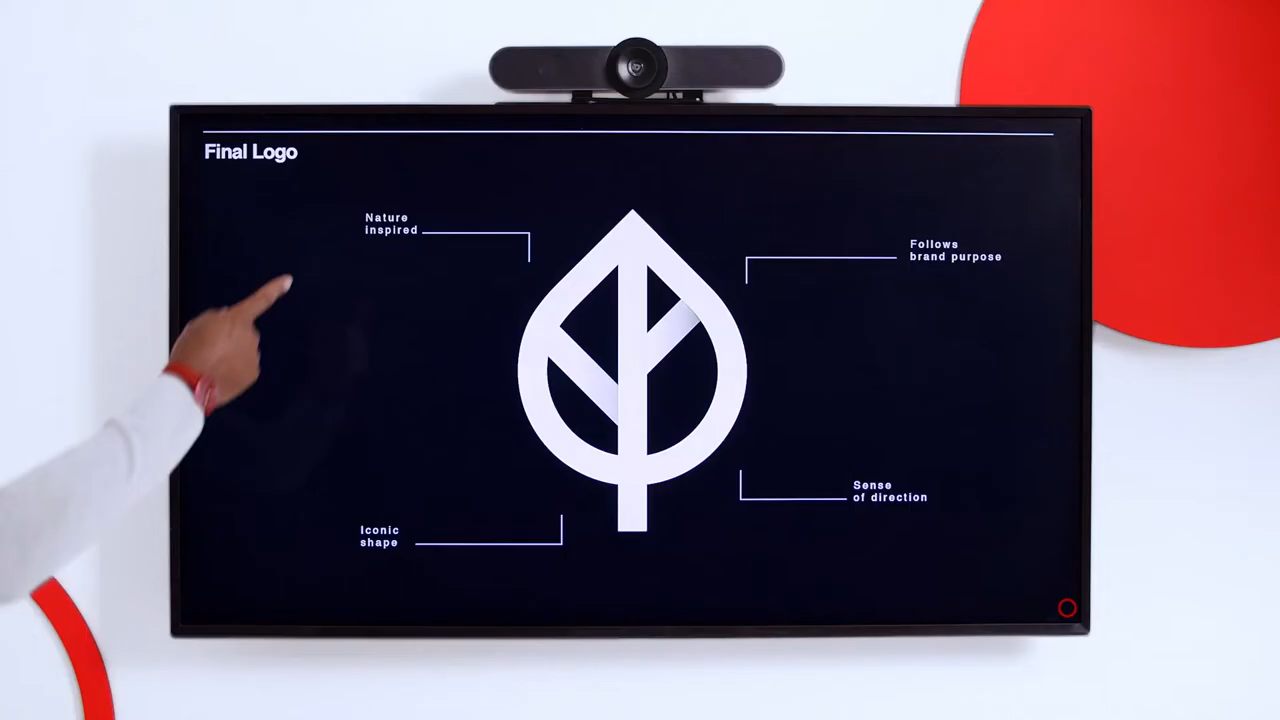 Final Logo
Nature
inspired
Follows
brand purpose
Sense
of direction
Iconic
shape